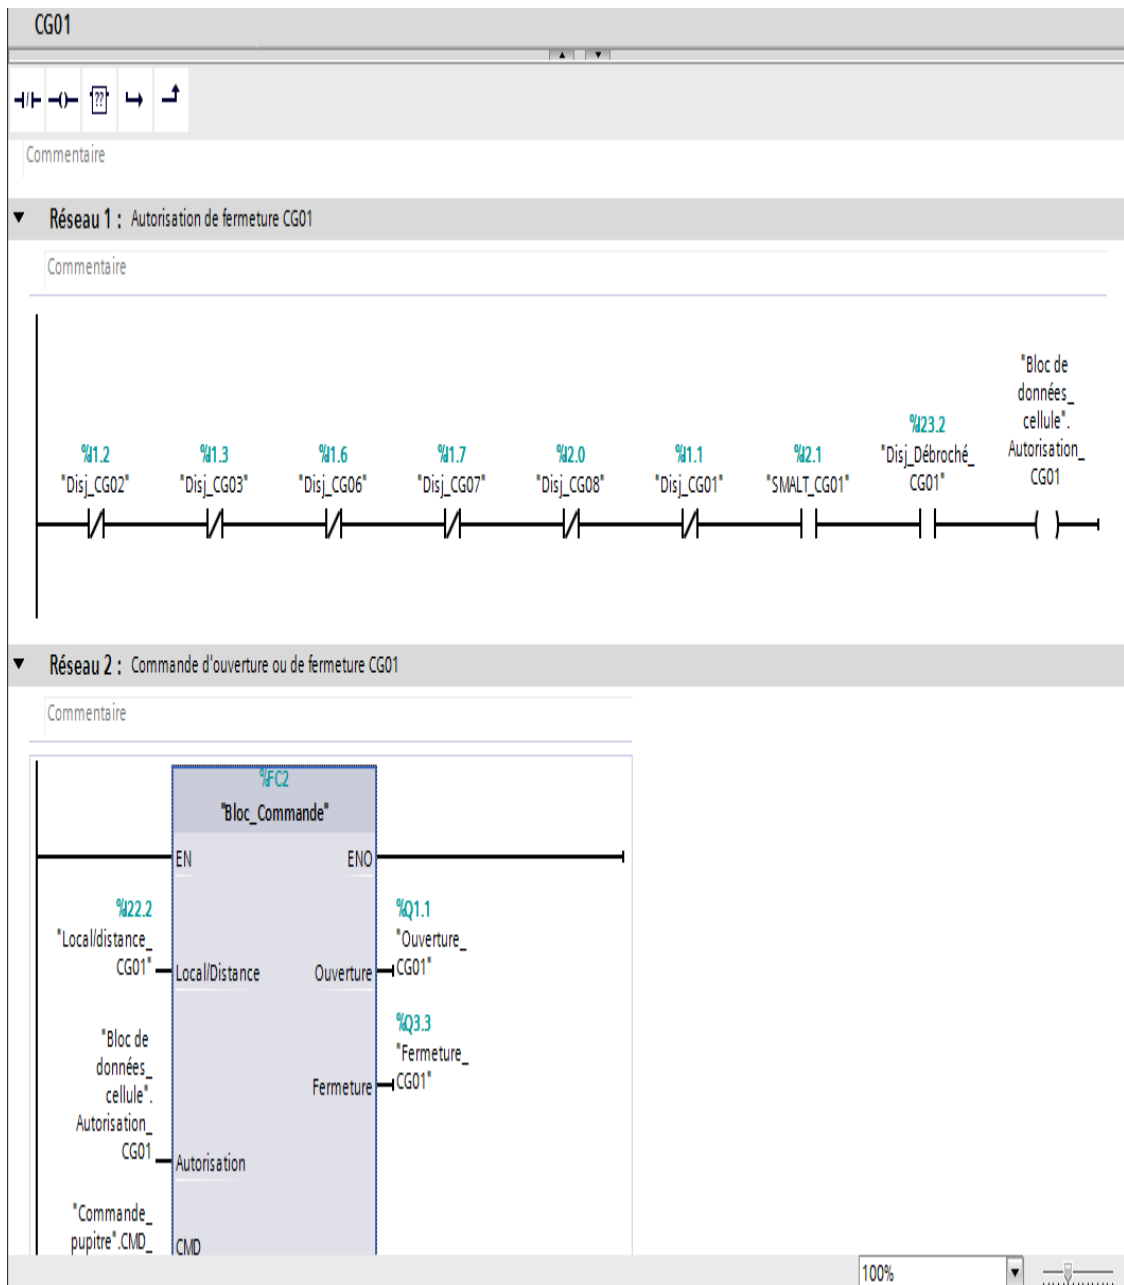 CG01
??
Commentaire
Réseau 1 : Autorisation de fermeture CG01
Commentaire
%I1.2
"Disj_CG02"
%I1.3
"Disj_CG03"
%I1.6
"Disj_CG06"
%I1.7
"Disj_CG07"
%I2.0
"Disj_CG08"
%I1.1
"Disj_CG01"
%I2.1
"SMALT_CG01"
%I23.2
"Disj_Débroché_
CG01"
"Bloc de
données_
cellule".
Autorisation_
CG01
Réseau 2 : Commande d'ouverture ou de fermeture CG01
Commentaire
%FC2
"Bloc_Commande"
EN
ENO
%I22.2
"Local/distance_
CG01"
Local/Distance
Ouverture
%Q1.1
"Ouverture_
CG01"
"Bloc de
données_
cellule".
Autorisation_
CG01
Autorisation
Fermeture
%Q3.3
"Fermeture_
CG01"
"Commande_
pupitre".CMD_
CMD
100%